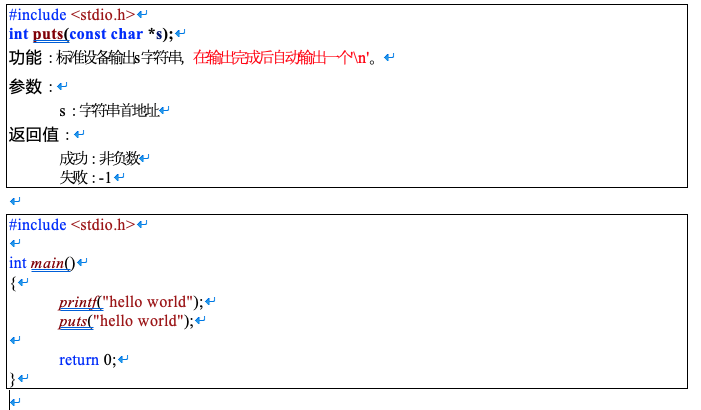 #include <stdio.h>
int puts(const char *s);
功能：标准设备输出s字符串，在输出完成后自动输出一个'\n'。
参数：
s：字符串首地址
返回值：
成功：非负数
失败：-1
#include <stdio.h>
int main()
{
printf("hello world");
puts("hello world");
return 0;
}